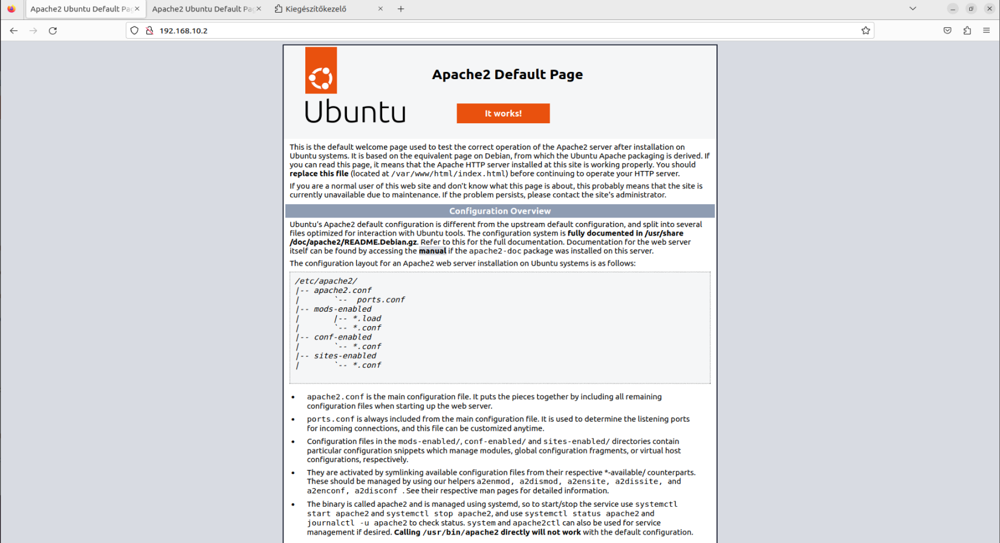 Apache2 Ubuntu Default Pag
Apache2 Ubuntu Default Pag
Kiegészítőkezelő
192.168.10.2
Ubuntu
Apache2 Default Page
It works!
This is the default welcome page used to test the correct operation of the Apache2 server after installation on
Ubuntu systems. It is based on the equivalent page on Debian, from which the Ubuntu Apache packaging is derived. If
you can read this page, it means that the Apache HTTP server installed at this site is working properly. You should
replace this file (located at /var/www/html/index.html) before continuing to operate your HTTP server.
If you are a normal user of this web site and don't know what this page is about, this probably means that the site is
currently unavailable due to maintenance. If the problem persists, please contact the site's administrator.
Configuration Overview
Ubuntu's Apache2 default configuration is different from the upstream default configuration, and split into several
files optimized for interaction with Ubuntu tools. The configuration system is fully documented in /usr/share
/doc/apache2/README.Debian.gz. Refer to this for the full documentation. Documentation for the web server
itself can be found by accessing the manual if the apache2-doc package was installed on this server.
The configuration layout for an Apache2 web server installation on Ubuntu systems is as follows:
/etc/apache2/
|-- apache2.conf
|       `--  ports.conf
|-- mods-enabled
|       |-- *.load
|       `-- *.conf
|-- conf-enabled
|       `-- *.conf
|-- sites-enabled
|       `-- *.conf
• apache2.conf is the main configuration file. It puts the pieces together by including all remaining
configuration files when starting up the web server.
• ports.conf is always included from the main configuration file. It is used to determine the listening ports
for incoming connections, and this file can be customized anytime.
• Configuration files in the mods-enabled/, conf-enabled/ and sites-enabled/ directories contain
particular configuration snippets which manage modules, global configuration fragments, or virtual host
configurations, respectively.
• They are activated by symlinking available configuration files from their respective *-available/ counterparts.
These should be managed by using our helpers a2enmod, a2dismod, a2ensite, a2dissite, and
a2enconf, a2disconf . See their respective man pages for detailed information.
• The binary is called apache2 and is managed using systemd, so to start/stop the service use systemctl
start apache2 and systemctl stop apache2, and use systemctl status apache2 and
journalctl -u apache2 to check status. system and apache2ctl can also be used for service
management if desired. Calling /usr/bin/apache2 directly will not work with the default configuration.